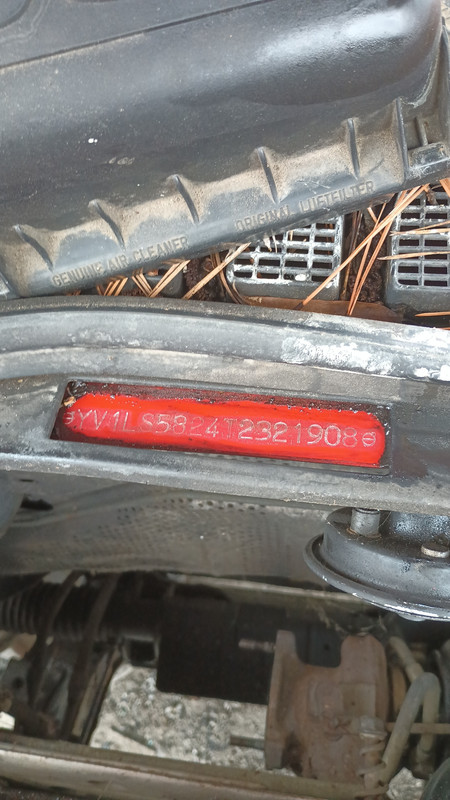 GENUINE AIR CLEANER
ORIGINAL LUFTFILTER
YV1LS5824T2321908